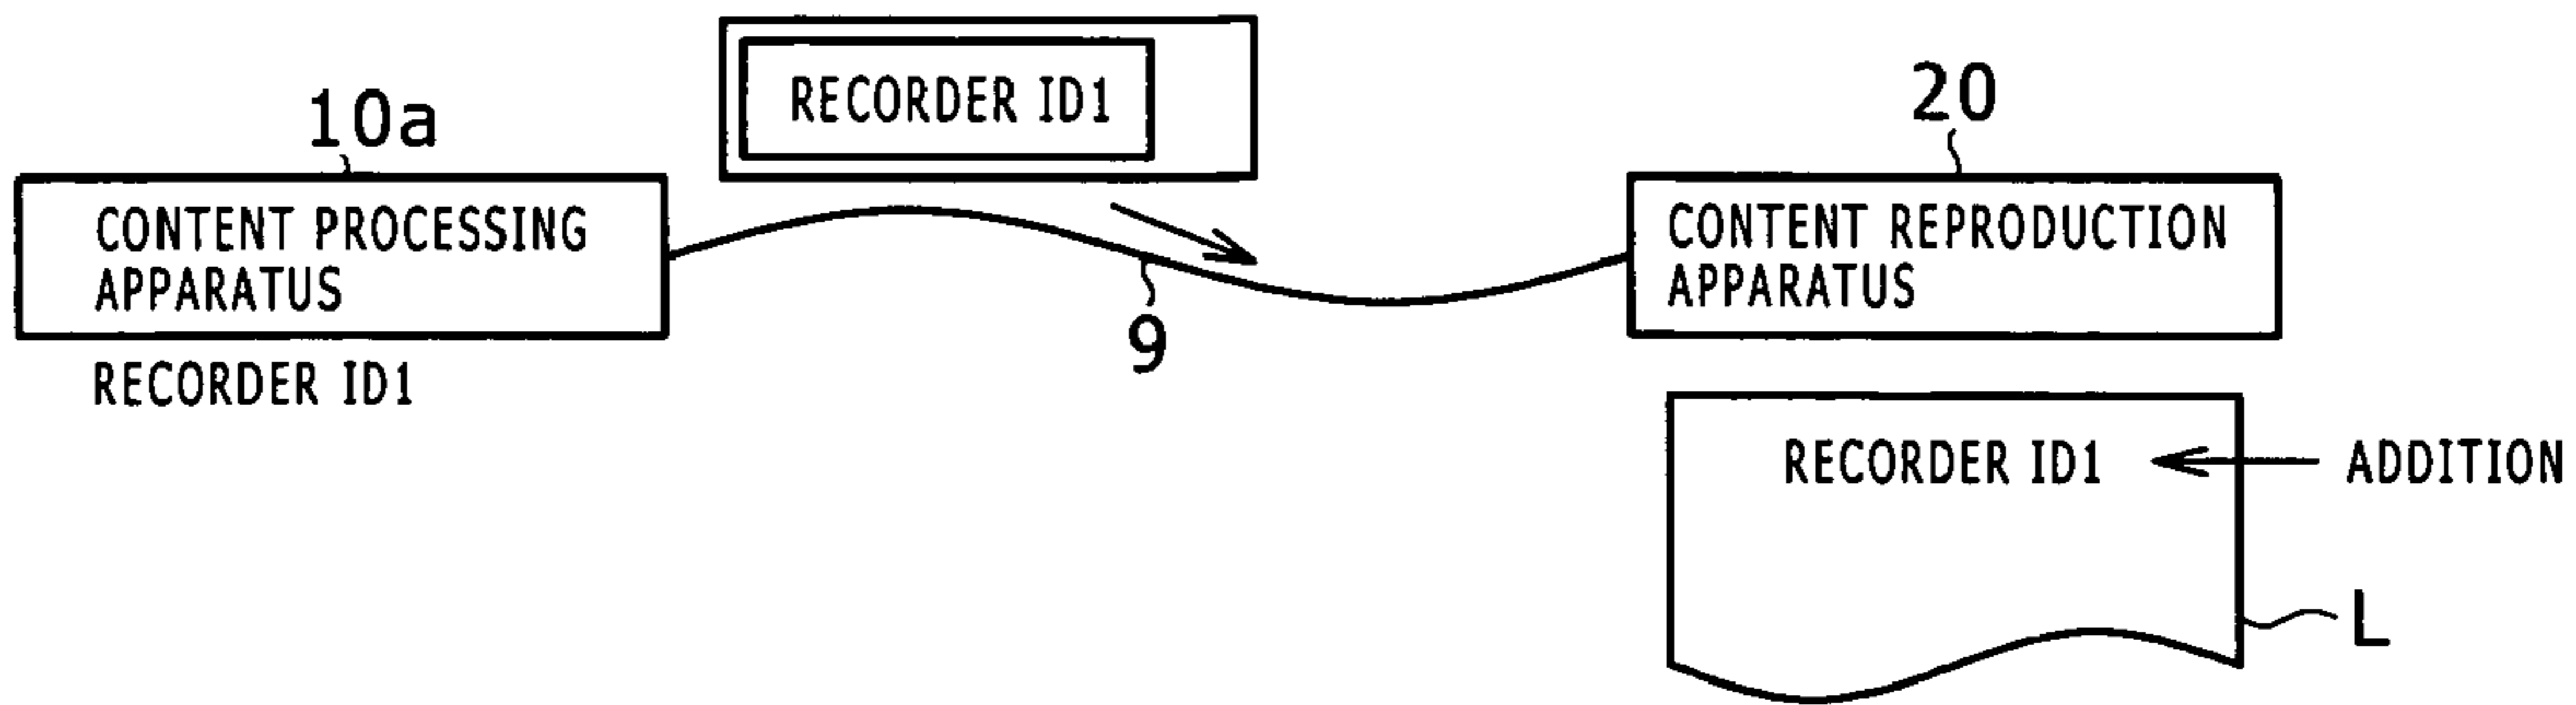 RECORDER ID1
10a
20
CONTENT PROCESSING
APPARATUS
CONTENT REPRODUCTION
APPARATUS
9
RECORDER ID1
RECORDER ID1
ADDITION
L